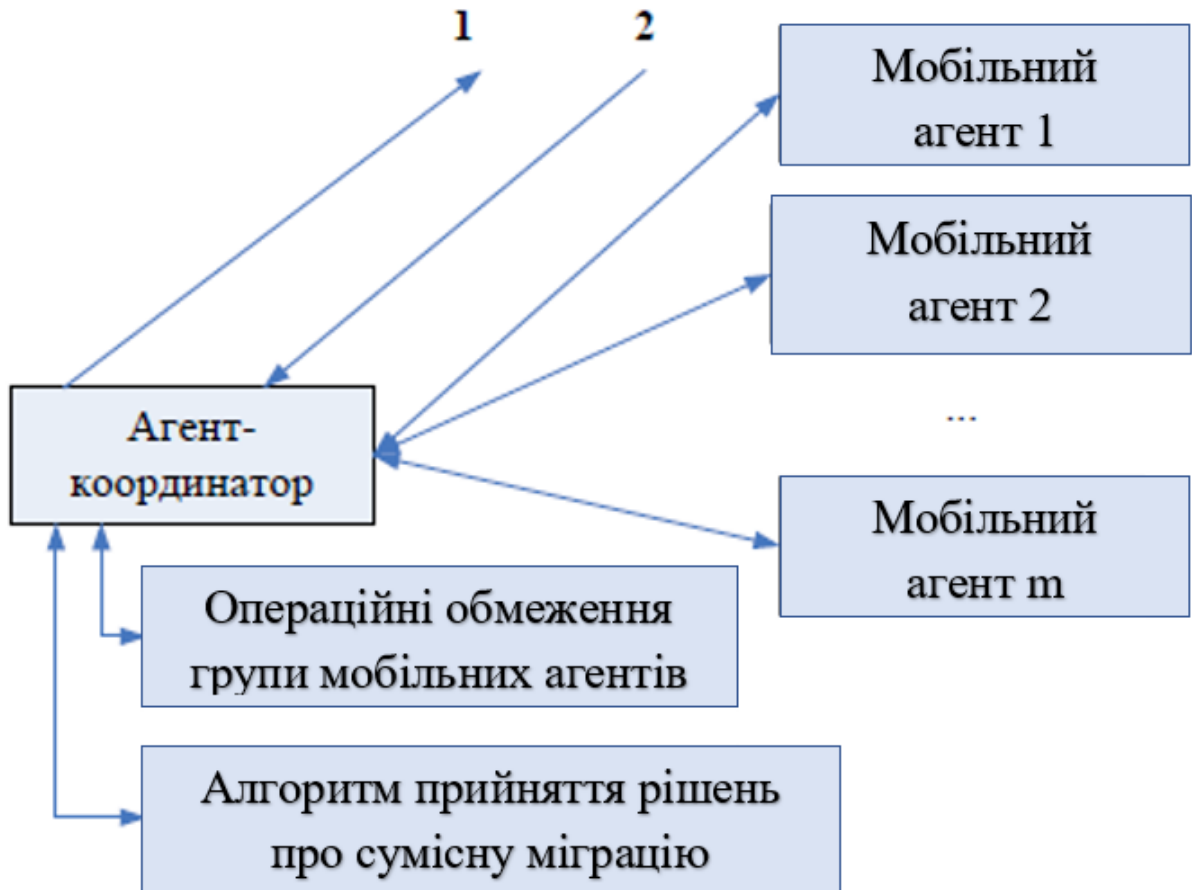 1
2
Мобільний
агент 1
Мобільний
агент 2
...
Агент-
координатор
Мобільний
агент m
Операційні обмеження
групи мобільних агентів
Алгоритм прийняття рішень
про сумісну міграцію